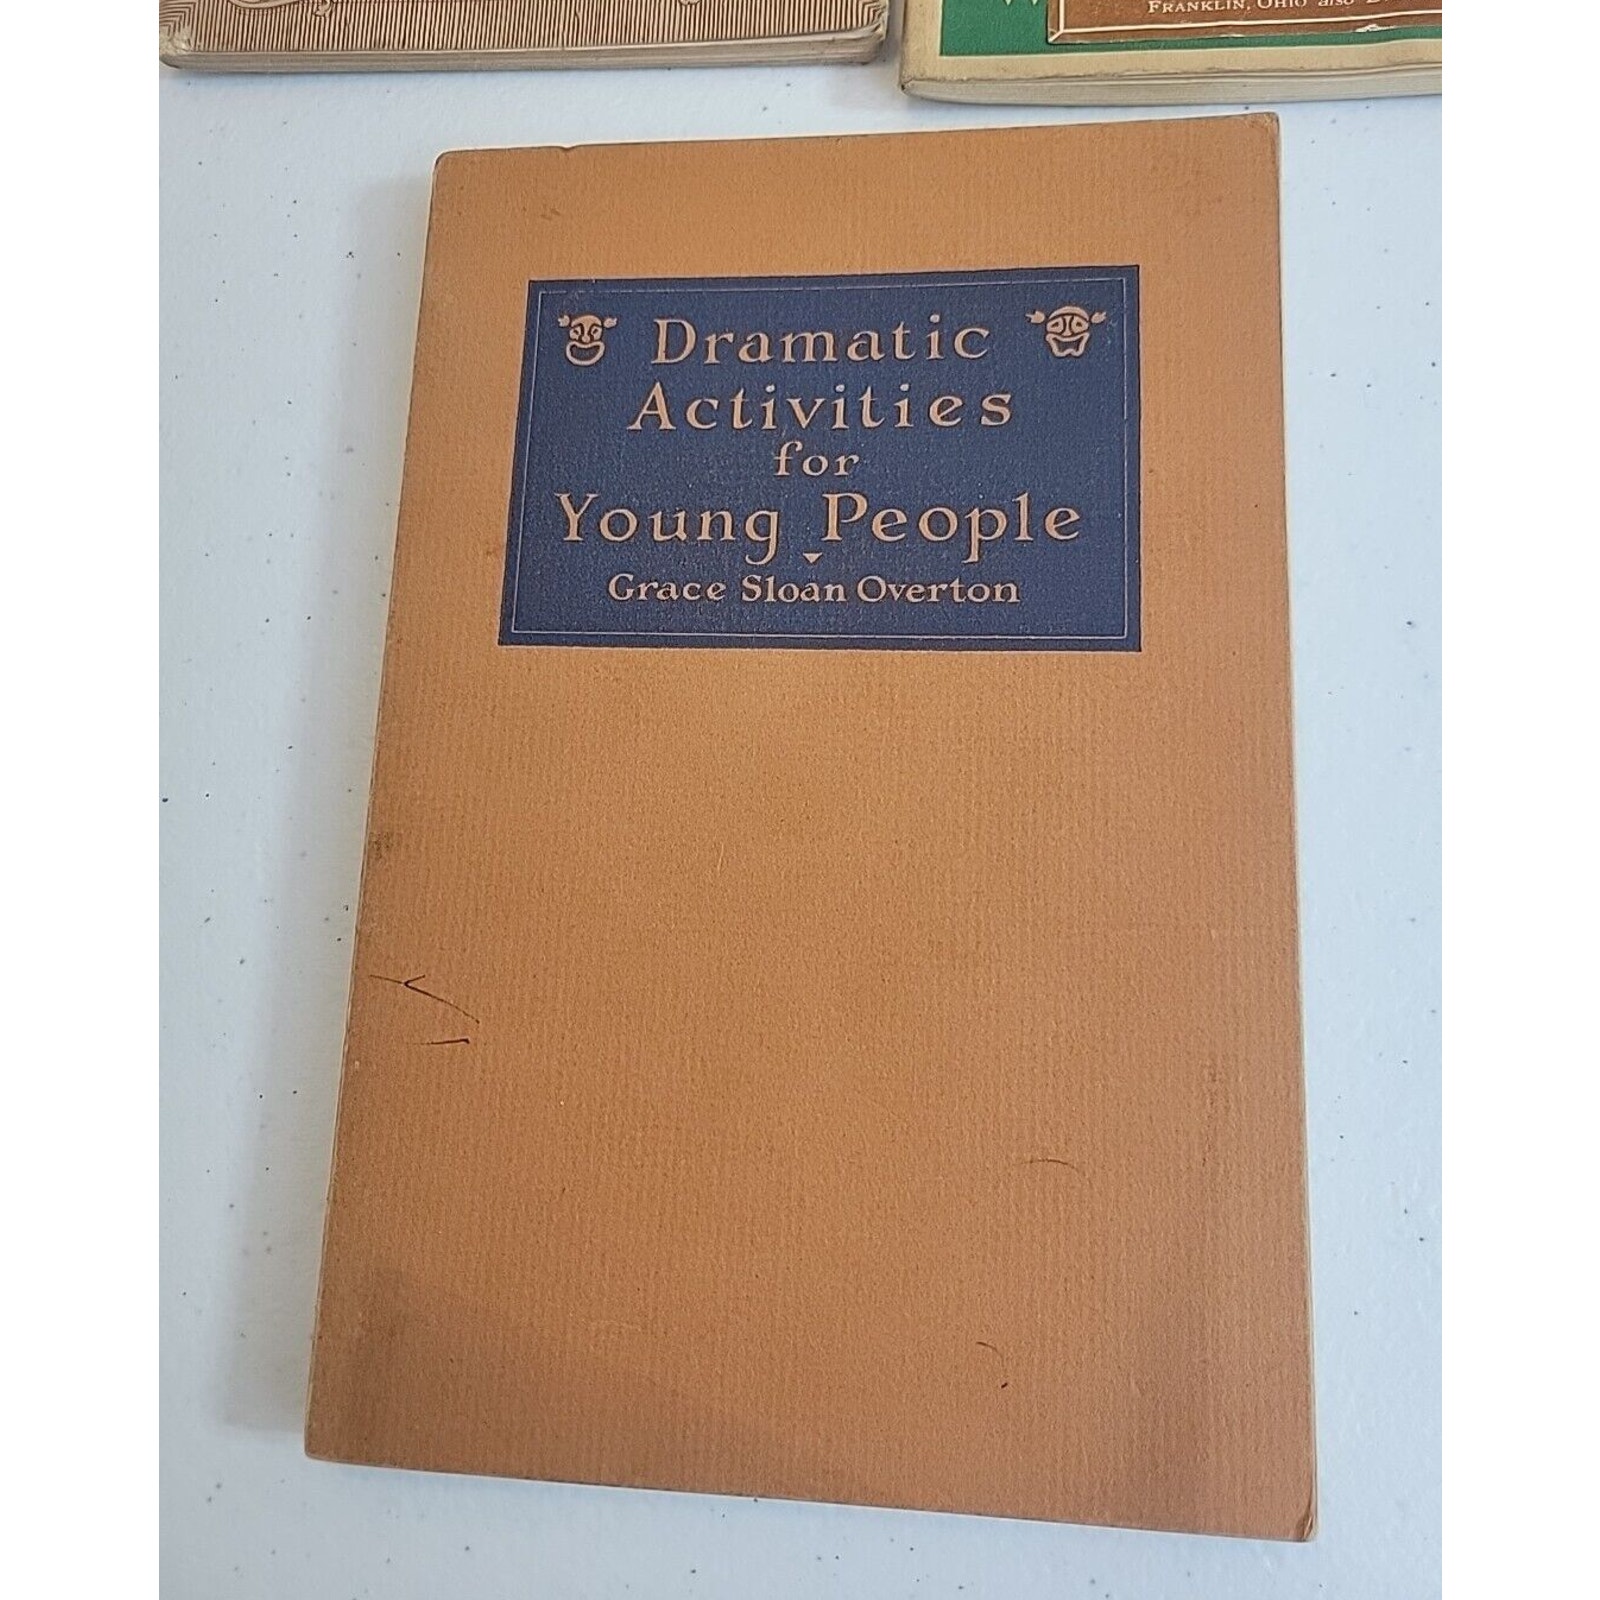 Franklin, Ohio also
Dramatic
Activities
for
Young People
Grace Sloan Overton